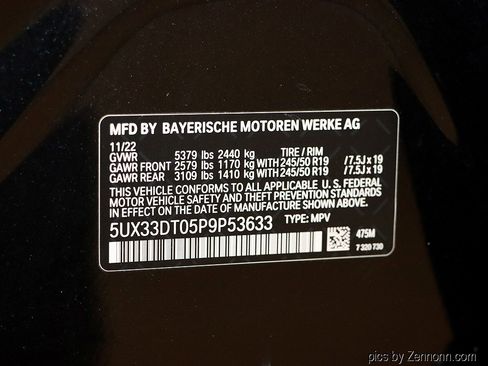 MFD BY BAYERISCHE MOTOREN WERKE AG
11/22
GVWR 5379 lbs 2440 kg TIRE / RIM
GAWR FRONT 2579 lbs 1170 kg WITH 245/50 R19 /7.5J x 19
GAWR REAR 3109 lbs 1410 kg WITH 245/50 R19 /7.5J x 19
THIS VEHICLE CONFORMS TO ALL APPLICABLE U. S. FEDERAL
MOTOR VEHICLE SAFETY AND THEFT PREVENTION STANDARDS
IN EFFECT ON THE DATE OF MANUFACTURE SHOWN ABOVE.
5UX33DT05P9P53633 TYPE: MPV
475M
7 320 730
pics by Zennonn.com